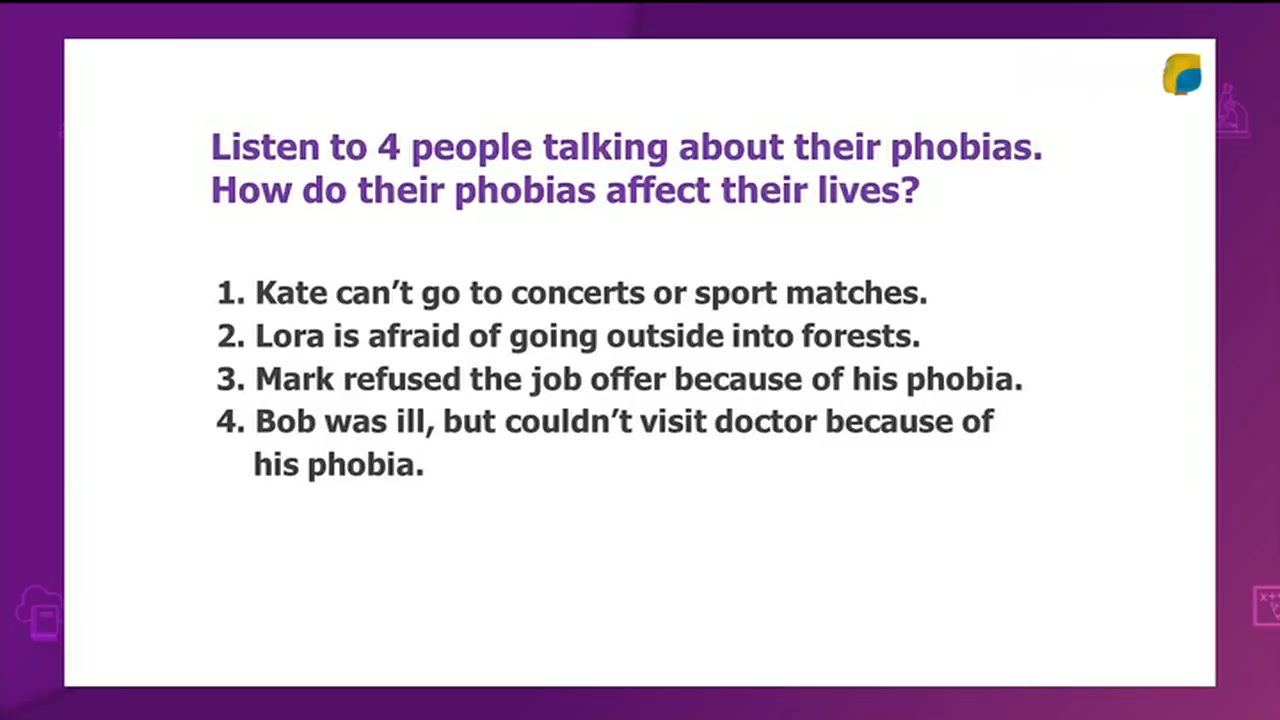 Listen to 4 people talking about their phobias.
How do their phobias affect their lives?
1. Kate can’t go to concerts or sport matches.
2. Lora is afraid of going outside into forests.
3. Mark refused the job offer because of his phobia.
4. Bob was ill, but couldn’t visit doctor because of
his phobia.